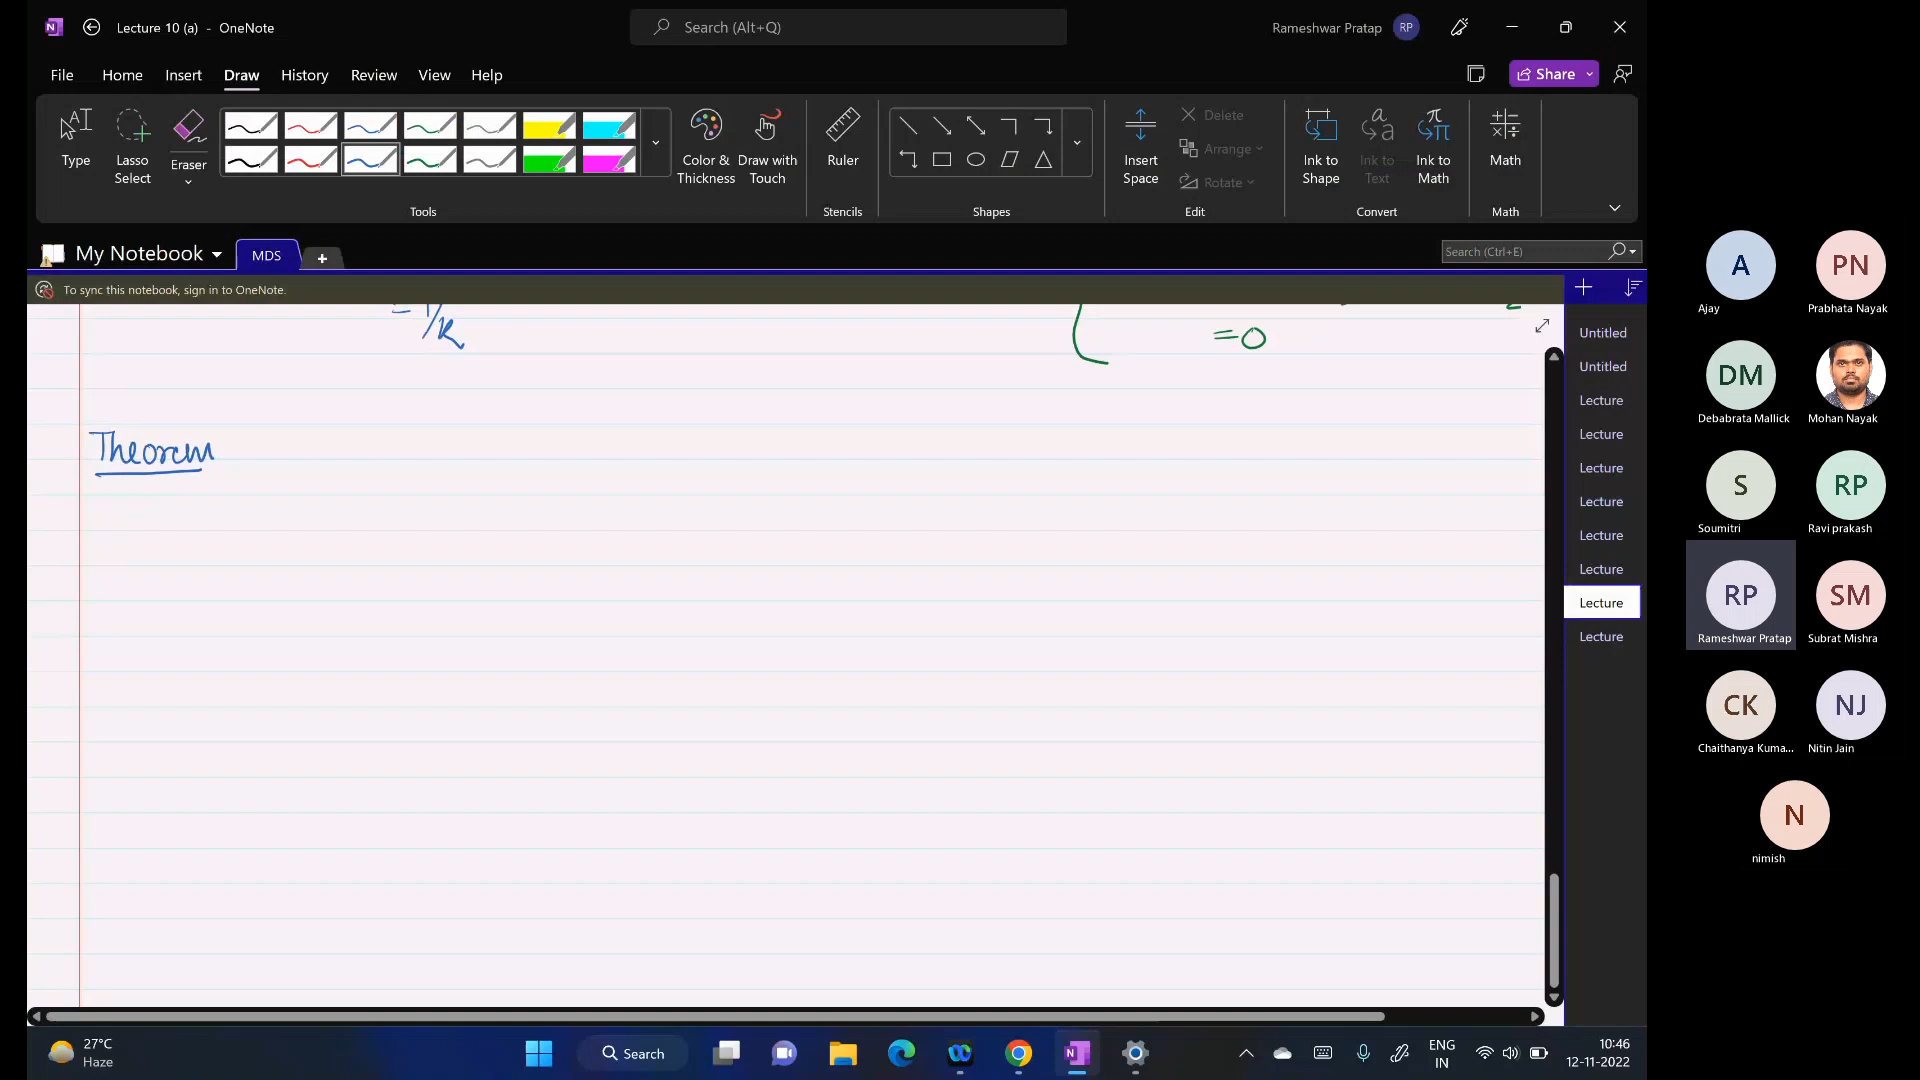 Lecture 10 (a) - OneNote
Search (Alt+Q)
Rameshwar Pratap
RP
File Home Insert Draw History Review View Help
Share
Type
Lasso Select
Eraser
Color & Thickness
Draw with Touch
Ruler
Insert Space
Delete
Arrange
Rotate
Ink to Shape
Ink to Text
Ink to Math
Math
Tools
Stencils
Shapes
Edit
Convert
Math
My Notebook
MDS
Search (Ctrl+E)
To sync this notebook, sign in to OneNote.
= 1/k
=0
Theorem
Untitled
Untitled
Lecture
Lecture
Lecture
Lecture
Lecture
Lecture
Lecture
Lecture
A
Ajay
PN
Prabhata Nayak
DM
Debabrata Mallick
Mohan Nayak
S
Soumitri
RP
Ravi prakash
RP
Rameshwar Pratap
SM
Subrat Mishra
CK
Chaithanya Kuma...
NJ
Nitin Jain
N
nimish
27°C
Haze
Search
ENG
IN
10:46
12-11-2022